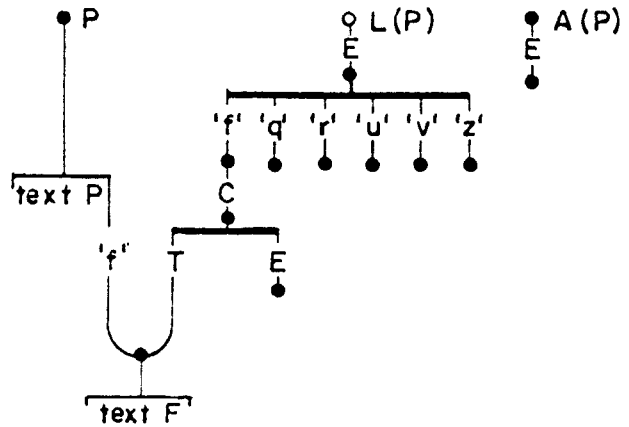 P L(P) A(P)
E E
'f' 'q' 'r' 'u' 'v' 'z'
text P C
'f' T E
text F